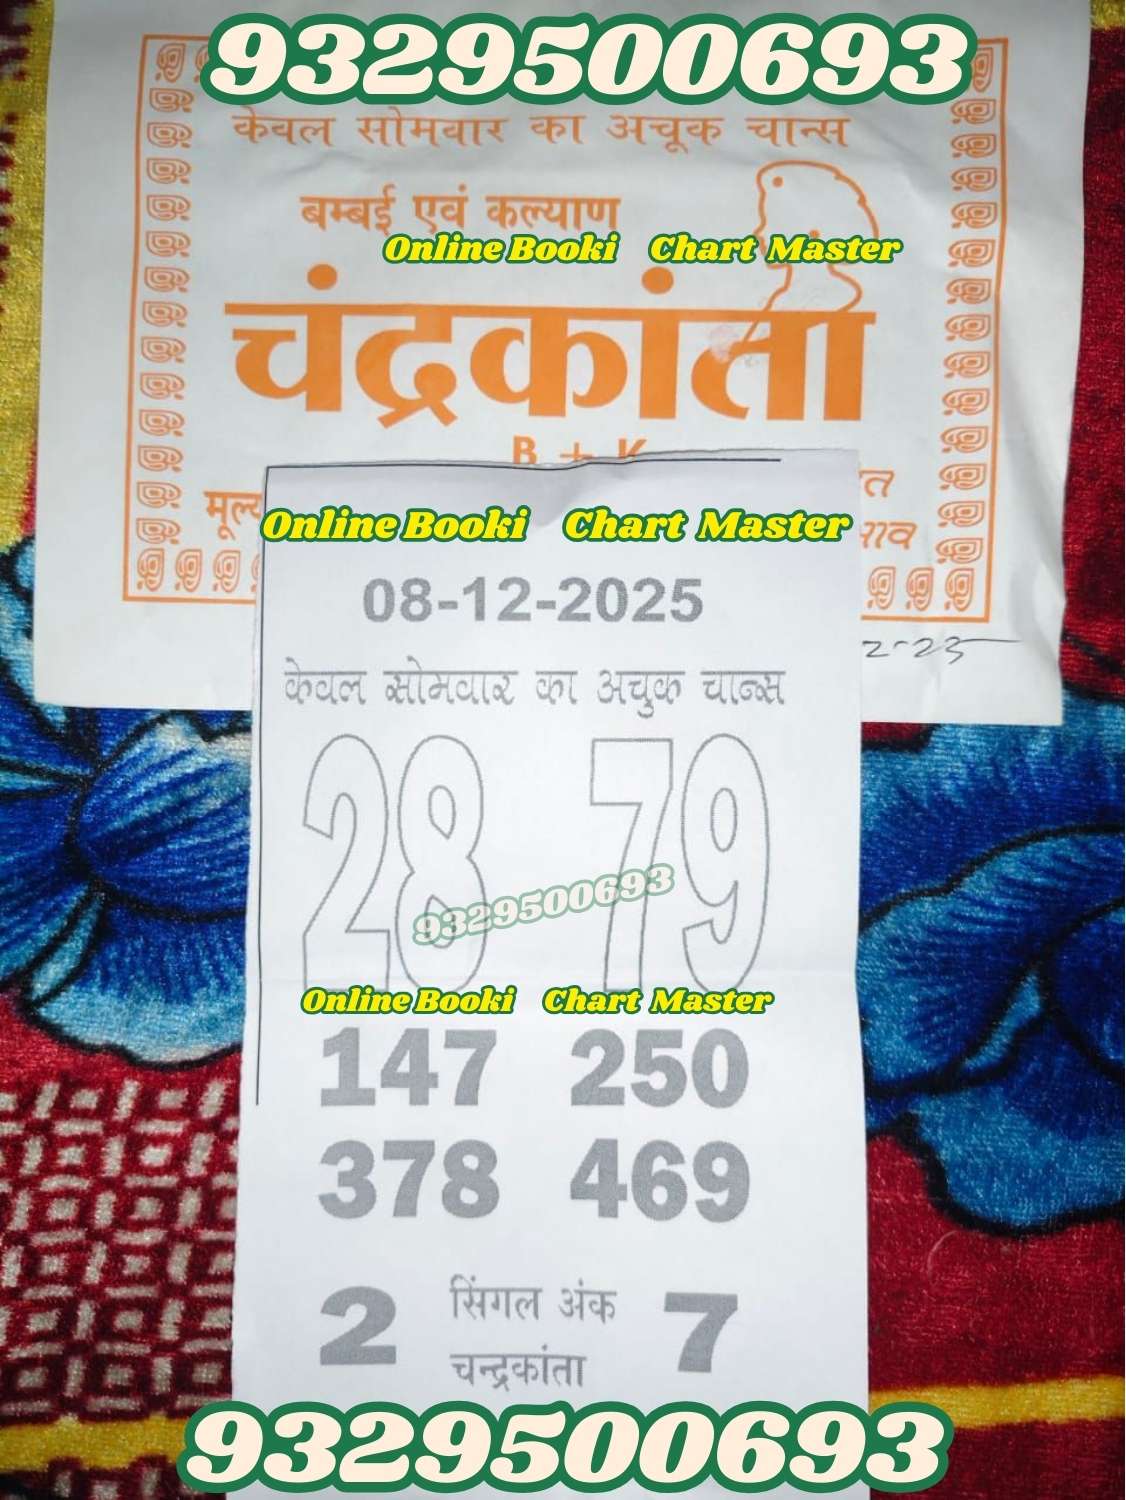 9329500693
केवल सोमवार का अचूक चान्स
बम्बई एवं कल्याण
Online Booki Chart Master
चंद्रकांता
B + K
Online Booki Chart Master
08-12-2025
केवल सोमवार का अचुक चान्स
28 79
9329500693
Online Booki Chart Master
147 250
378 469
2 सिंगल अंक 7
चन्द्रकांता
9329500693